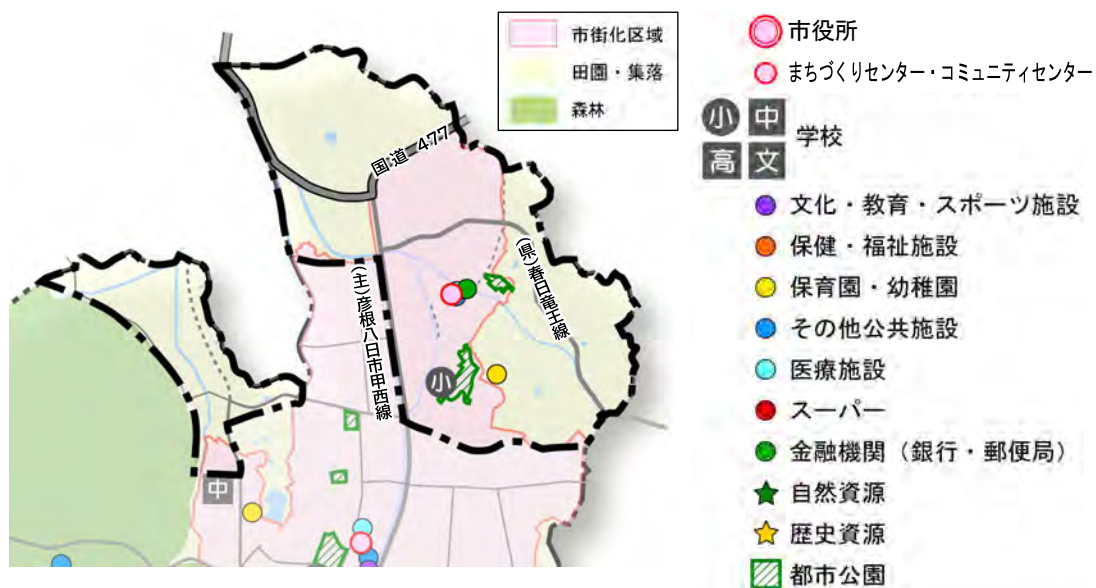 市街化区域
田園・集落
森林
市役所
まちづくりセンター・コミュニティセンター
小 中
高 文
学校
文化・教育・スポーツ施設
保健・福祉施設
保育園・幼稚園
その他公共施設
医療施設
スーパー
金融機関（銀行・郵便局）
自然資源
歴史資源
都市公園
国道 477
(県)春日竜王線
(主)彦根八日市甲西線
小
中